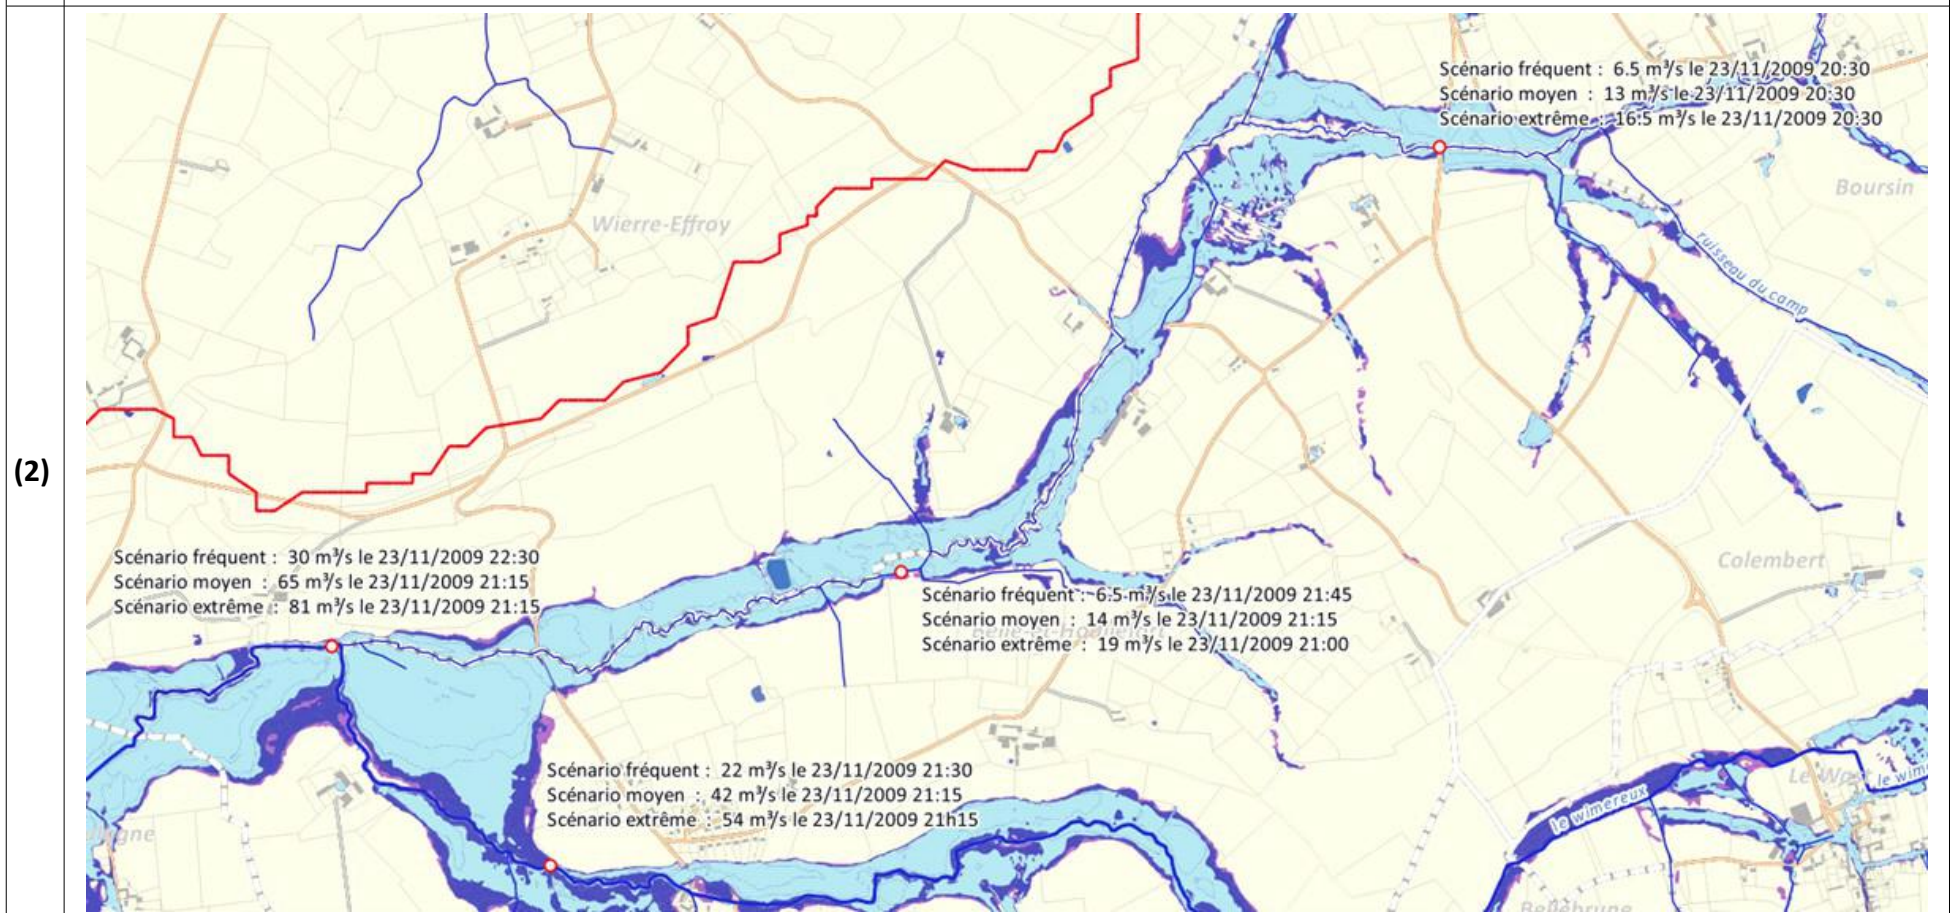 Scénario fréquent : 6.5 m³/s le 23/11/2009 20:30
Scénario moyen : 13 m³/s le 23/11/2009 20:30
Scénario extrême : 16.5 m³/s le 23/11/2009 20:30
Boursin
Wierre-Effroy
ruisseau du camp
(2)
Scénario fréquent : 30 m³/s le 23/11/2009 22:30
Scénario moyen : 65 m³/s le 23/11/2009 21:15
Scénario extrême : 81 m³/s le 23/11/2009 21:15
Colembert
Scénario fréquent : 6.5 m³/s le 23/11/2009 21:45
Scénario moyen : 14 m³/s le 23/11/2009 21:15
Scénario extrême : 19 m³/s le 23/11/2009 21:00
Scénario fréquent : 22 m³/s le 23/11/2009 21:30
Scénario moyen : 42 m³/s le 23/11/2009 21:15
Scénario extrême : 54 m³/s le 23/11/2009 21h15
Le Wast
le wim
le wimereux
Bellebrune